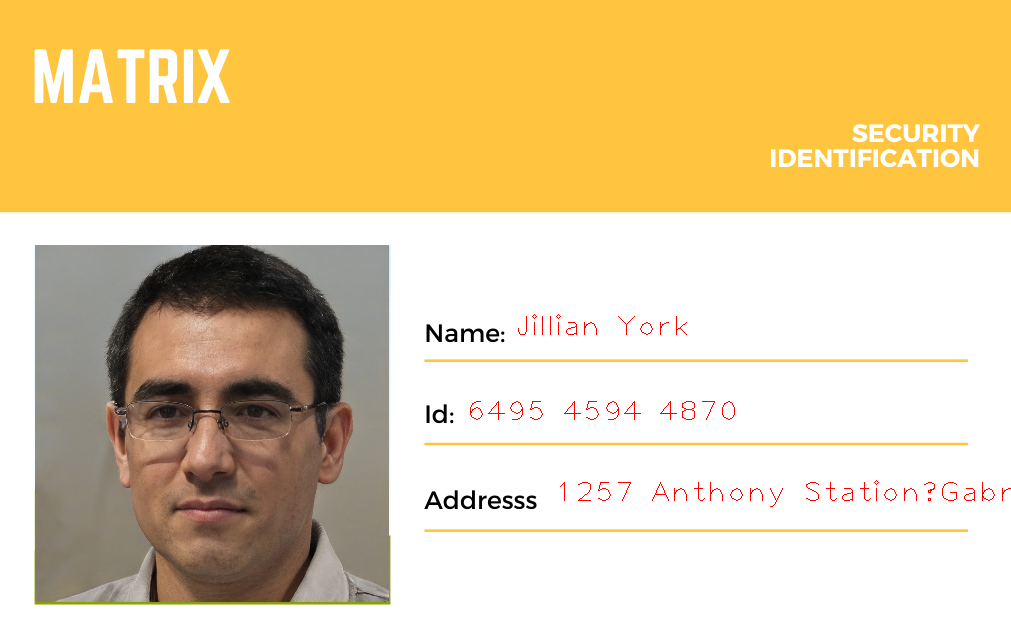 MATRIX
SECURITY
IDENTIFICATION
Name: Jillian York
Id: 6495 4594 4870
Addresss 1257 Anthony Station?Gabr